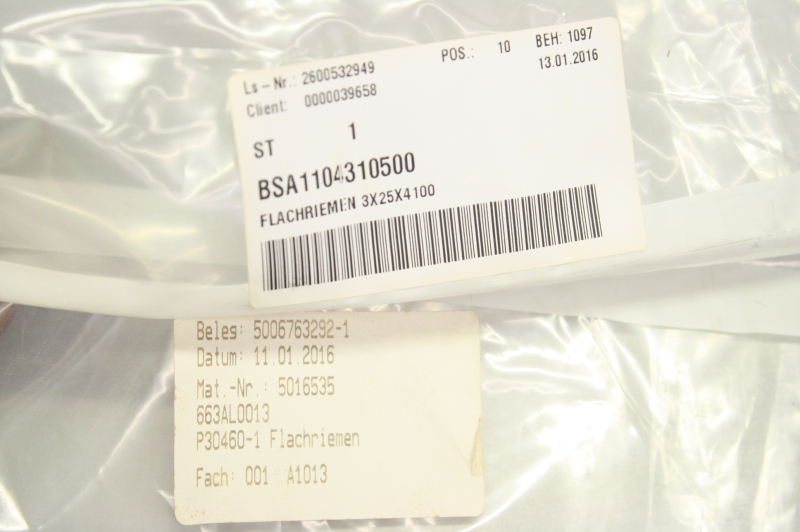 Ls-Nr.: 2600532949 POS.: 10 BEH: 1097
Client: 0000039658 13.01.2016
ST 1
BSA1104310500
FLACHRIEMEN 3X25X4100
Beles: 5006763292-1
Datum: 11.01.2016
Mat.-Nr.: 5016535
663AL0013
P30460-1 Flachriemen
Fach: 001 A1013